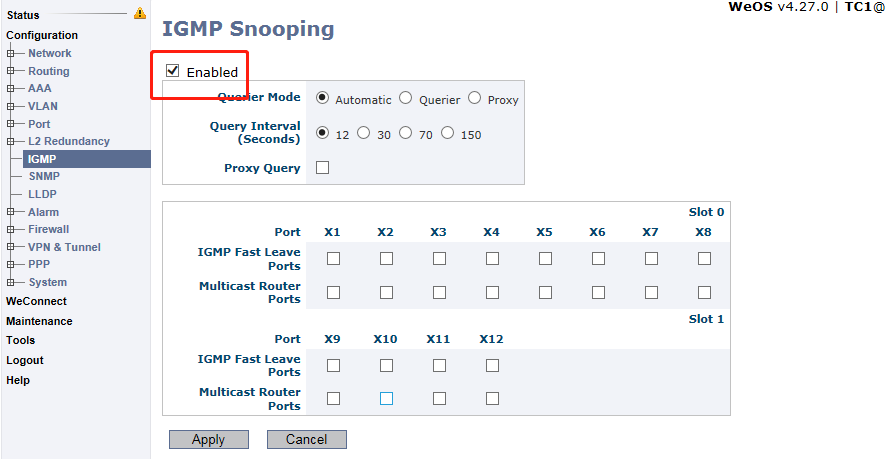 WeOS v4.27.0 | TC1@
Status
Configuration
Network
Routing
AAA
VLAN
Port
L2 Redundancy
IGMP
SNMP
LLDP
Alarm
Firewall
VPN & Tunnel
PPP
System
WeConnect
Maintenance
Tools
Logout
Help
IGMP Snooping
Enabled
Querier Mode Automatic Querier Proxy
Query Interval
(Seconds) 12 30 70 150
Proxy Query
Slot 0
Port X1 X2 X3 X4 X5 X6 X7 X8
IGMP Fast Leave
Ports
Multicast Router
Ports
Slot 1
Port X9 X10 X11 X12
IGMP Fast Leave
Ports
Multicast Router
Ports
Apply Cancel